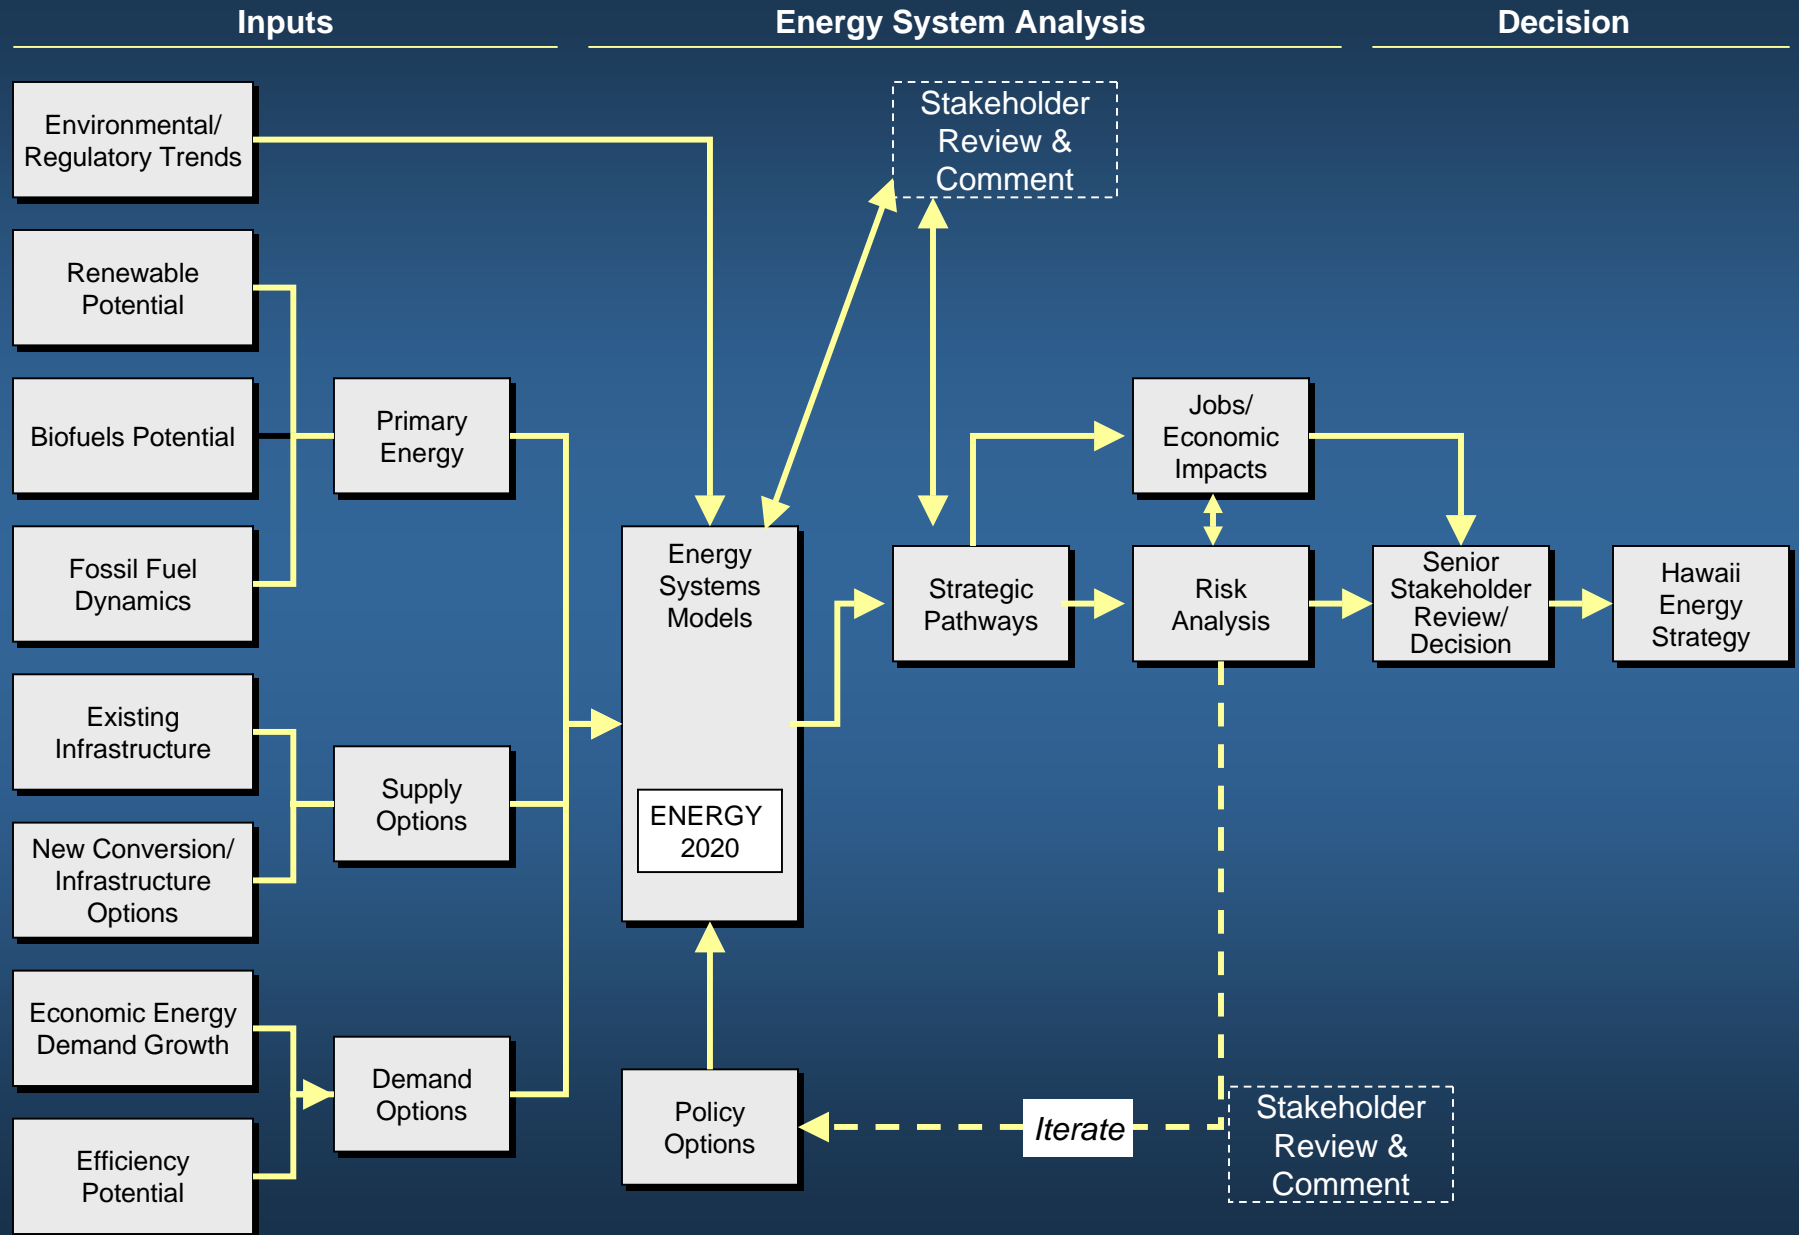 Inputs
Energy System Analysis
Decision
Environmental/
Regulatory Trends
Stakeholder
Review &
Comment
Renewable
Potential
Biofuels Potential
Primary
Energy
Jobs/
Economic
Impacts
Fossil Fuel
Dynamics
Energy
Systems
Models
ENERGY
2020
Strategic
Pathways
Risk
Analysis
Senior
Stakeholder
Review/
Decision
Hawaii
Energy
Strategy
Existing
Infrastructure
Supply
Options
New Conversion/
Infrastructure
Options
Economic Energy
Demand Growth
Demand
Options
Policy
Options
Iterate
Stakeholder
Review &
Comment
Efficiency
Potential